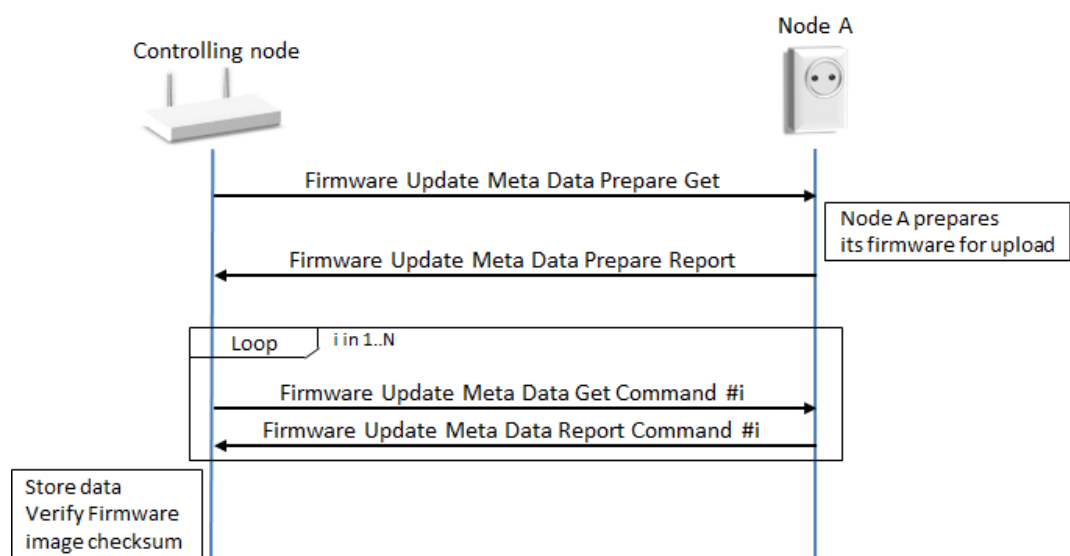 Node A
Controlling node
Firmware Update Meta Data Prepare Get
Node A prepares
its firmware for upload
Firmware Update Meta Data Prepare Report
Loop
i in 1..N
Firmware Update Meta Data Get Command #i
Firmware Update Meta Data Report Command #i
Store data
Verify Firmware
image checksum